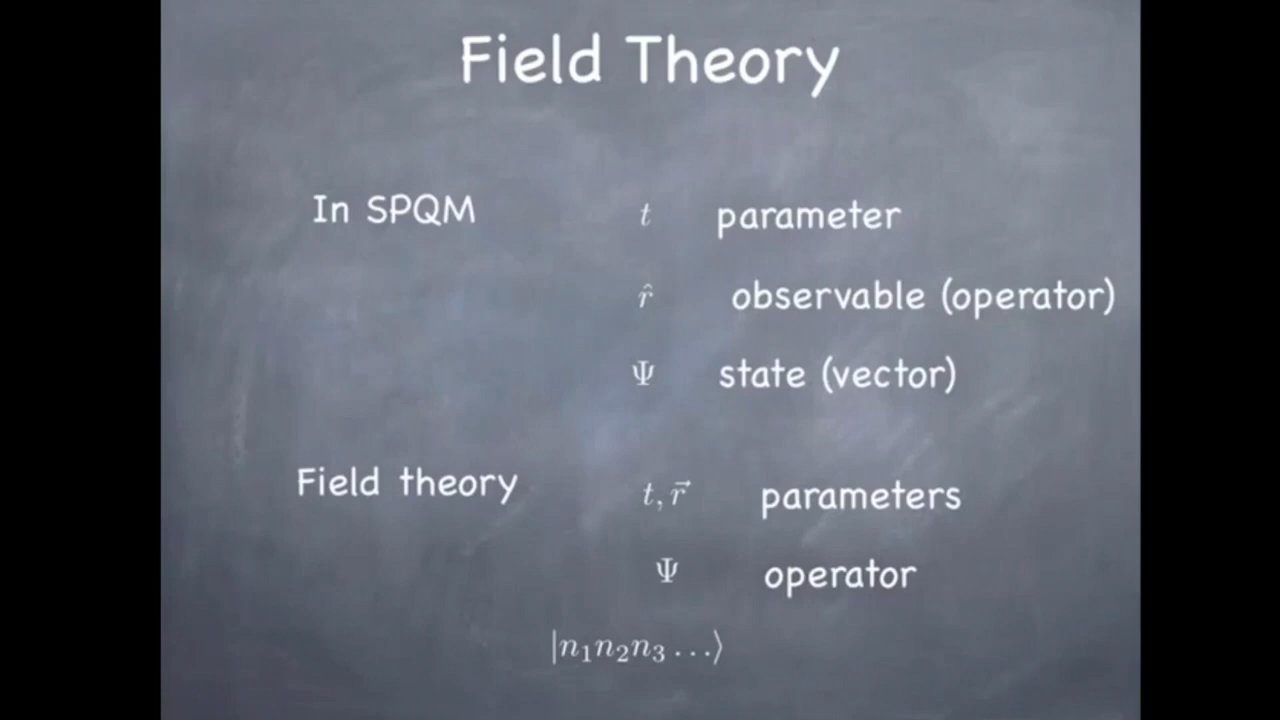 Field Theory
In SPQM t parameter
r̂ observable (operator)
Ψ state (vector)
Field theory t, r⃗ parameters
Ψ operator
|n₁n₂n₃ ...⟩